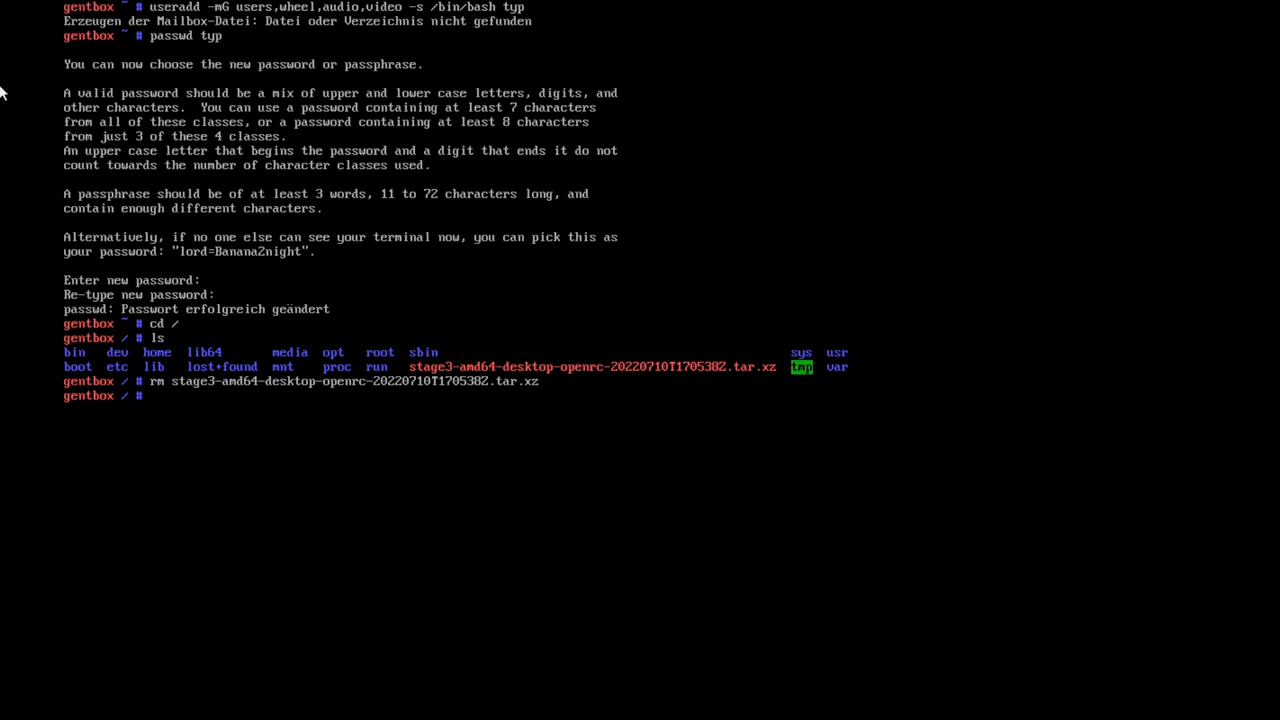 gentbox ~ # useradd -mG users,wheel,audio,video -s /bin/bash typ
Erzeugen der Mailbox-Datei: Datei oder Verzeichnis nicht gefunden
gentbox ~ # passwd typ
You can now choose the new password or passphrase.
A valid password should be a mix of upper and lower case letters, digits, and
other characters.  You can use a password containing at least 7 characters
from all of these classes, or a password containing at least 8 characters
from just 3 of these 4 classes.
An upper case letter that begins the password and a digit that ends it do not
count towards the number of character classes used.
A passphrase should be of at least 3 words, 11 to 72 characters long, and
contain enough different characters.
Alternatively, if no one else can see your terminal now, you can pick this as
your password: "lord=Banana2night".
Enter new password:
Re-type new password:
passwd: Passwort erfolgreich geändert
gentbox ~ # cd /
gentbox / # ls
bin   dev  home  lib64       media  opt   root  sbin                                                 sys  usr
boot  etc  lib   lost+found  mnt    proc  run   stage3-amd64-desktop-openrc-20220710T170538Z.tar.xz  tmp  var
gentbox / # rm stage3-amd64-desktop-openrc-20220710T170538Z.tar.xz
gentbox / #